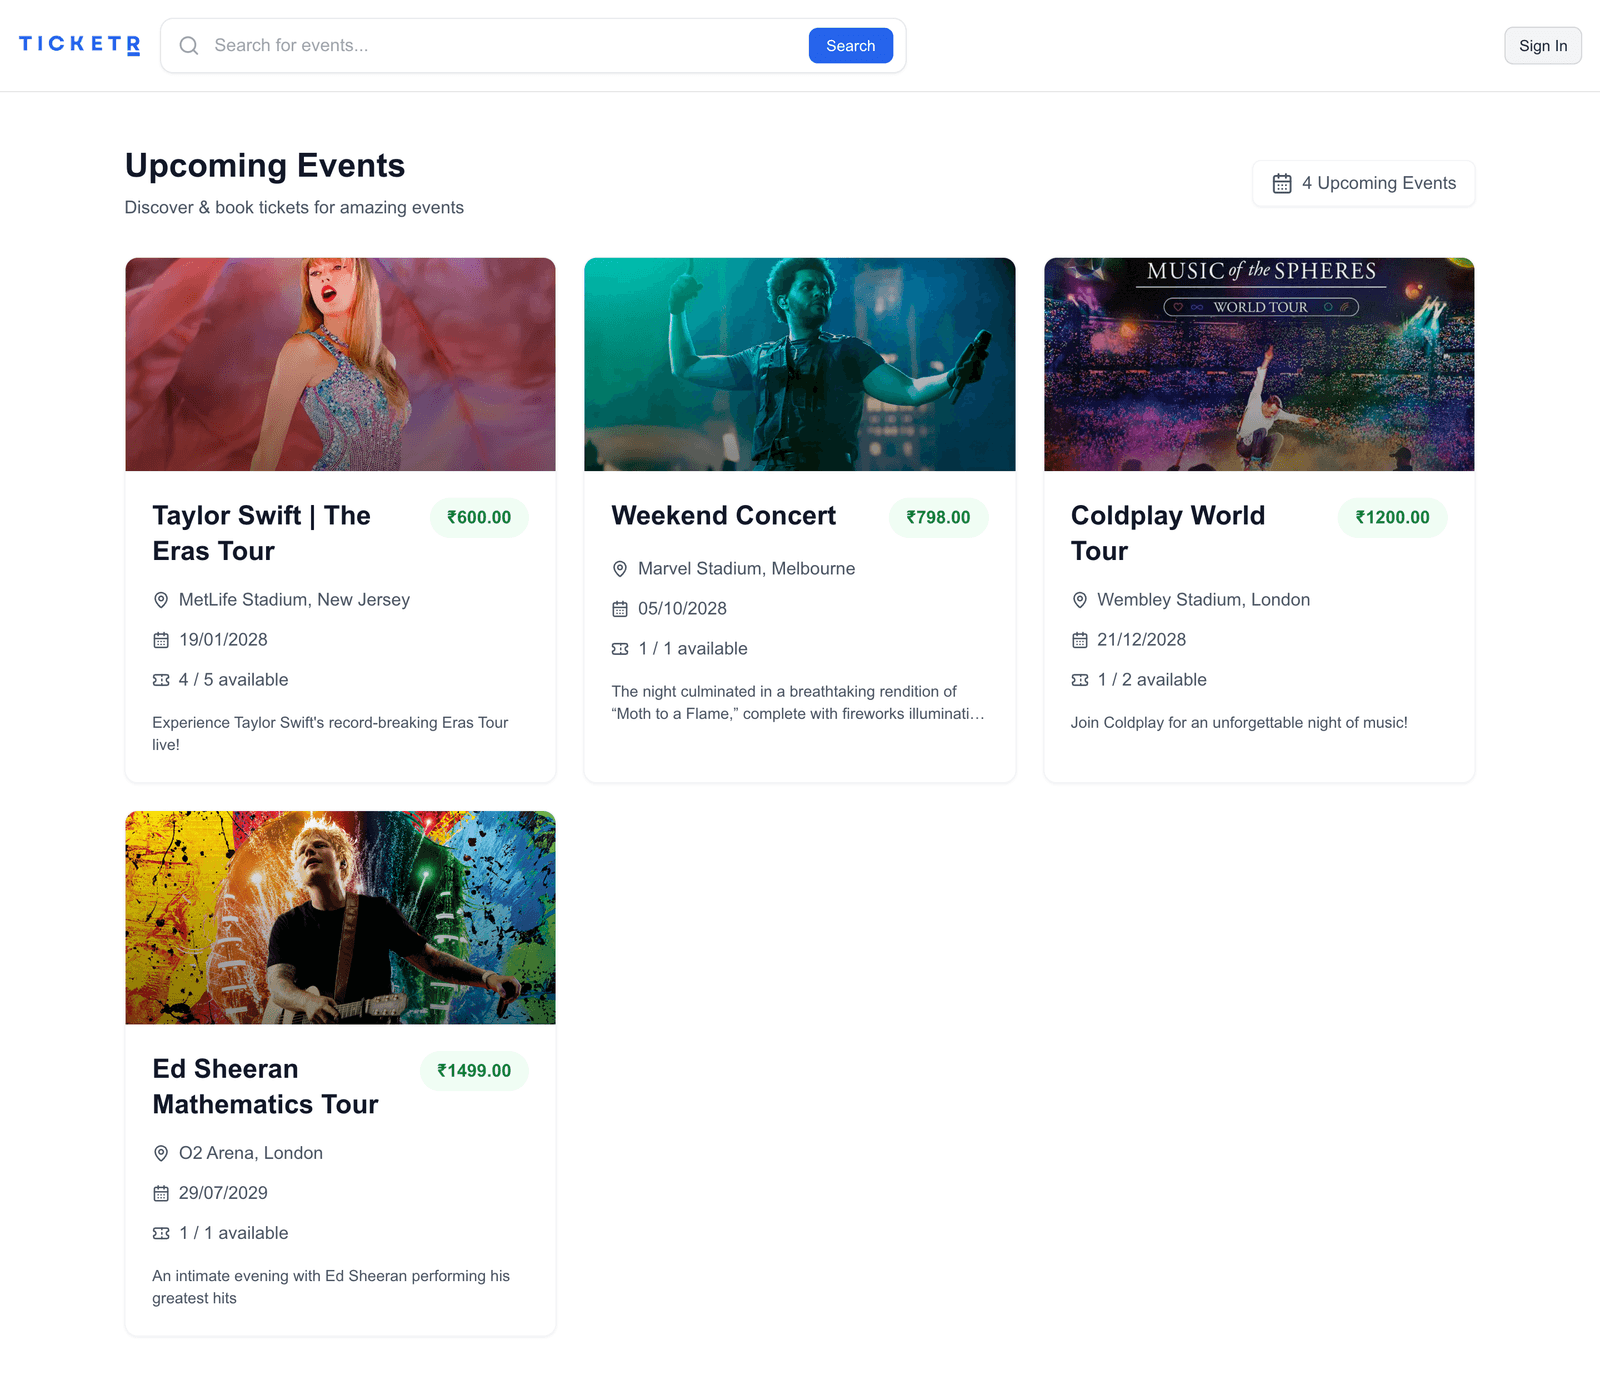 TICKETR
Search for events...
Search
Sign In
Upcoming Events
Discover & book tickets for amazing events
4 Upcoming Events
Taylor Swift | The
Eras Tour
₹600.00
MetLife Stadium, New Jersey
19/01/2028
4 / 5 available
Experience Taylor Swift's record-breaking Eras Tour
live!
Weekend Concert
₹798.00
Marvel Stadium, Melbourne
05/10/2028
1 / 1 available
The night culminated in a breathtaking rendition of
“Moth to a Flame,” complete with fireworks illuminati…
MUSIC of the SPHERES
WORLD TOUR
Coldplay World
Tour
₹1200.00
Wembley Stadium, London
21/12/2028
1 / 2 available
Join Coldplay for an unforgettable night of music!
Ed Sheeran
Mathematics Tour
₹1499.00
O2 Arena, London
29/07/2029
1 / 1 available
An intimate evening with Ed Sheeran performing his
greatest hits